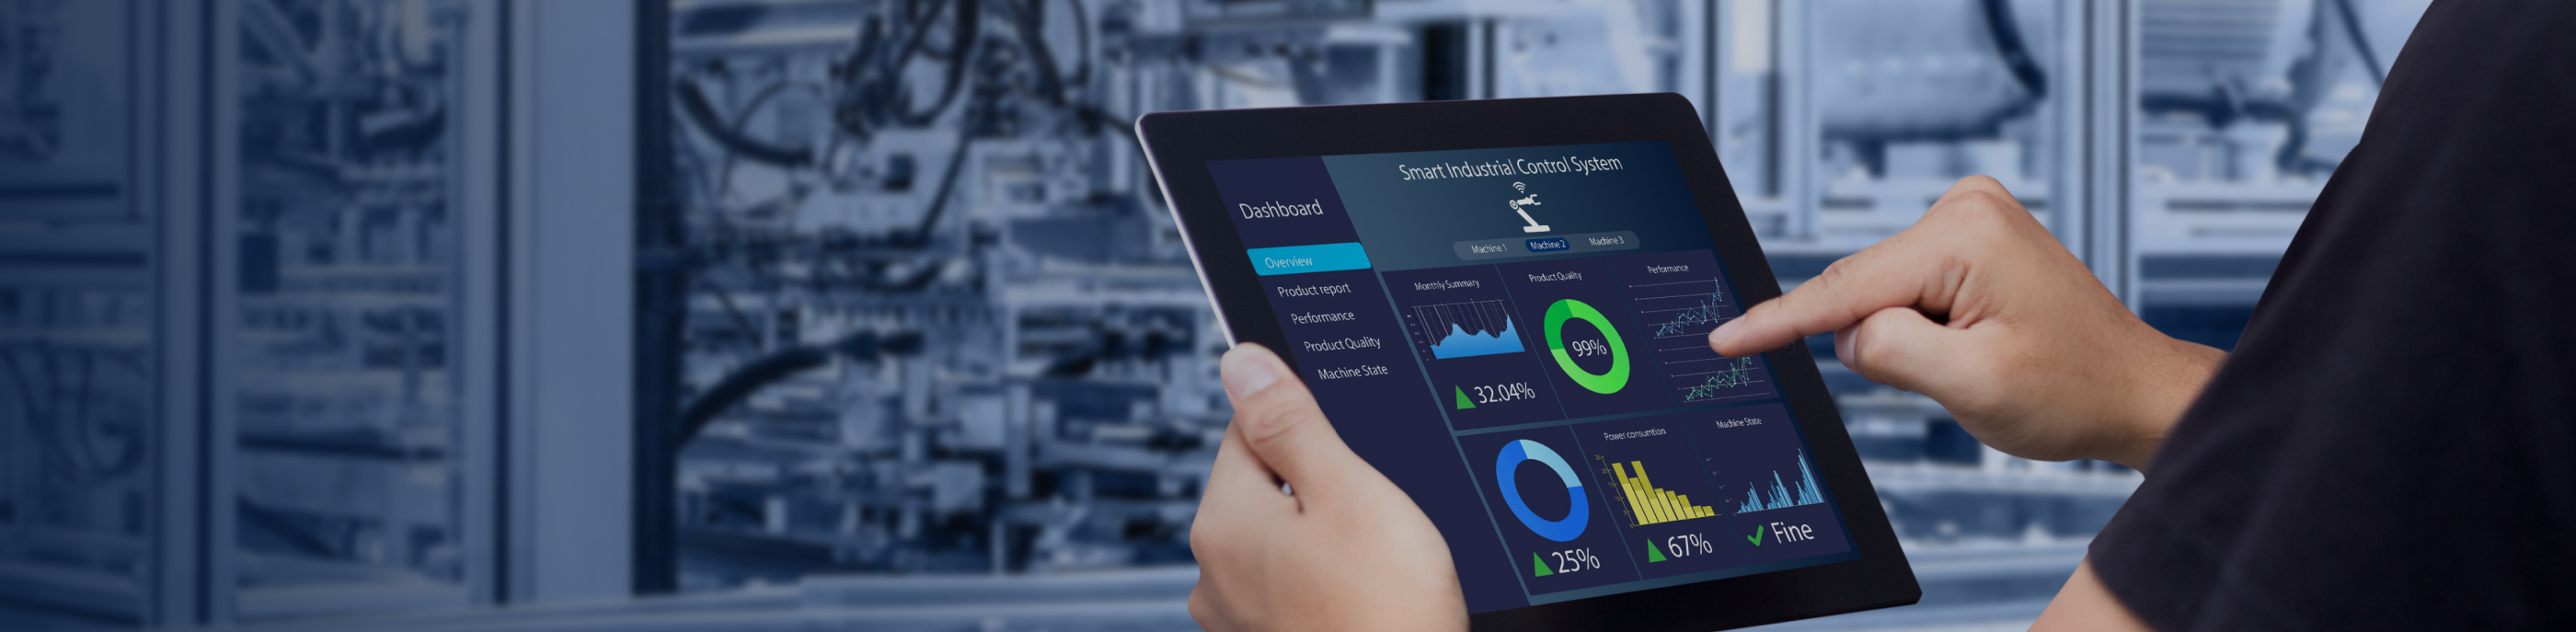 Smart Industrial Control System
Dashboard
Machine 1
Machine 2
Machine 3
Overview
Product report
Performance
Product Quality
Machine State
Monthly Summary
32.04%
Product Quality
99%
Performance
25%
Power consumtion
67%
Machine State
Fine